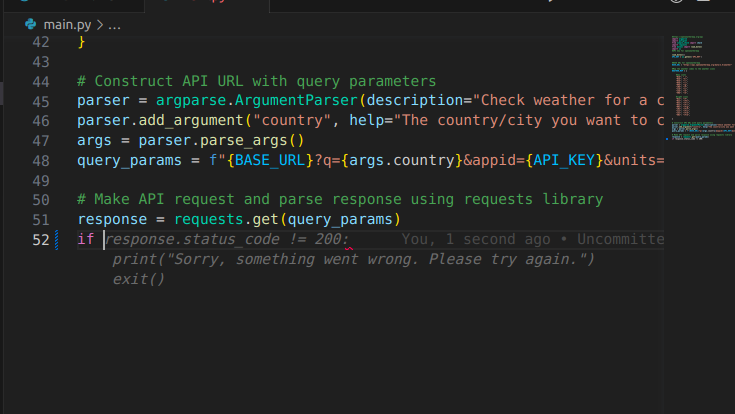 main.py > ...
42 }
43
44 # Construct API URL with query parameters
45 parser = argparse.ArgumentParser(description="Check weather for a c
46 parser.add_argument("country", help="The country/city you want to c
47 args = parser.parse_args()
48 query_params = f"{BASE_URL}?q={args.country}&appid={API_KEY}&units=
49
50 # Make API request and parse response using requests library
51 response = requests.get(query_params)
52 if response.status_code != 200: You, 1 second ago • Uncommitte
print("Sorry, something went wrong. Please try again.")
exit()